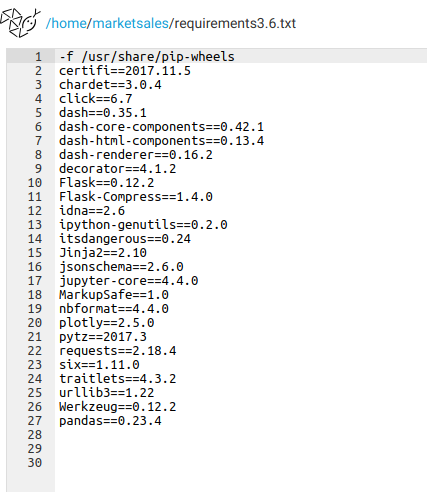 /home/marketsales/requirements3.6.txt
1 -f /usr/share/pip-wheels
2 certifi==2017.11.5
3 chardet==3.0.4
4 click==6.7
5 dash==0.35.1
6 dash-core-components==0.42.1
7 dash-html-components==0.13.4
8 dash-renderer==0.16.2
9 decorator==4.1.2
10 Flask==0.12.2
11 Flask-Compress==1.4.0
12 idna==2.6
13 ipython-genutils==0.2.0
14 itsdangerous==0.24
15 Jinja2==2.10
16 jsonschema==2.6.0
17 jupyter-core==4.4.0
18 MarkupSafe==1.0
19 nbformat==4.4.0
20 plotly==2.5.0
21 pytz==2017.3
22 requests==2.18.4
23 six==1.11.0
24 traitlets==4.3.2
25 urllib3==1.22
26 Werkzeug==0.12.2
27 pandas==0.23.4
28
29
30